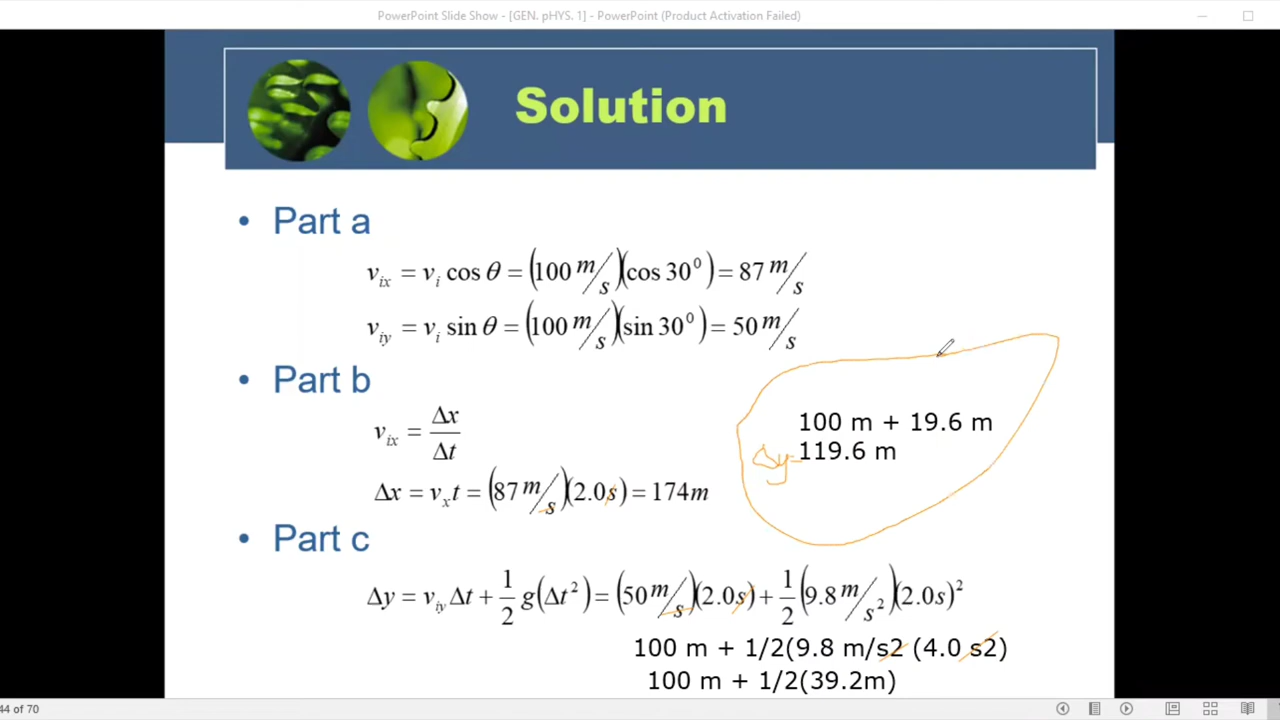 PowerPoint Slide Show - [GEN. pHYS. 1] - PowerPoint (Product Activation Failed)
Solution
• Part a
v_ix = v_i cos θ = (100 m/s)(cos 30⁰) = 87 m/s
v_iy = v_i sin θ = (100 m/s)(sin 30⁰) = 50 m/s
• Part b
v_ix = Δx/Δt
100 m + 19.6 m
Δy= 119.6 m
Δx = v_x t = (87 m/s)(2.0s) = 174m
• Part c
Δy = v_iy Δt + 1/2 g(Δt²) = (50 m/s)(2.0s) + 1/2 (9.8 m/s²)(2.0s)²
100 m + 1/2(9.8 m/s2 (4.0 s2)
100 m + 1/2(39.2m)
44 of 70